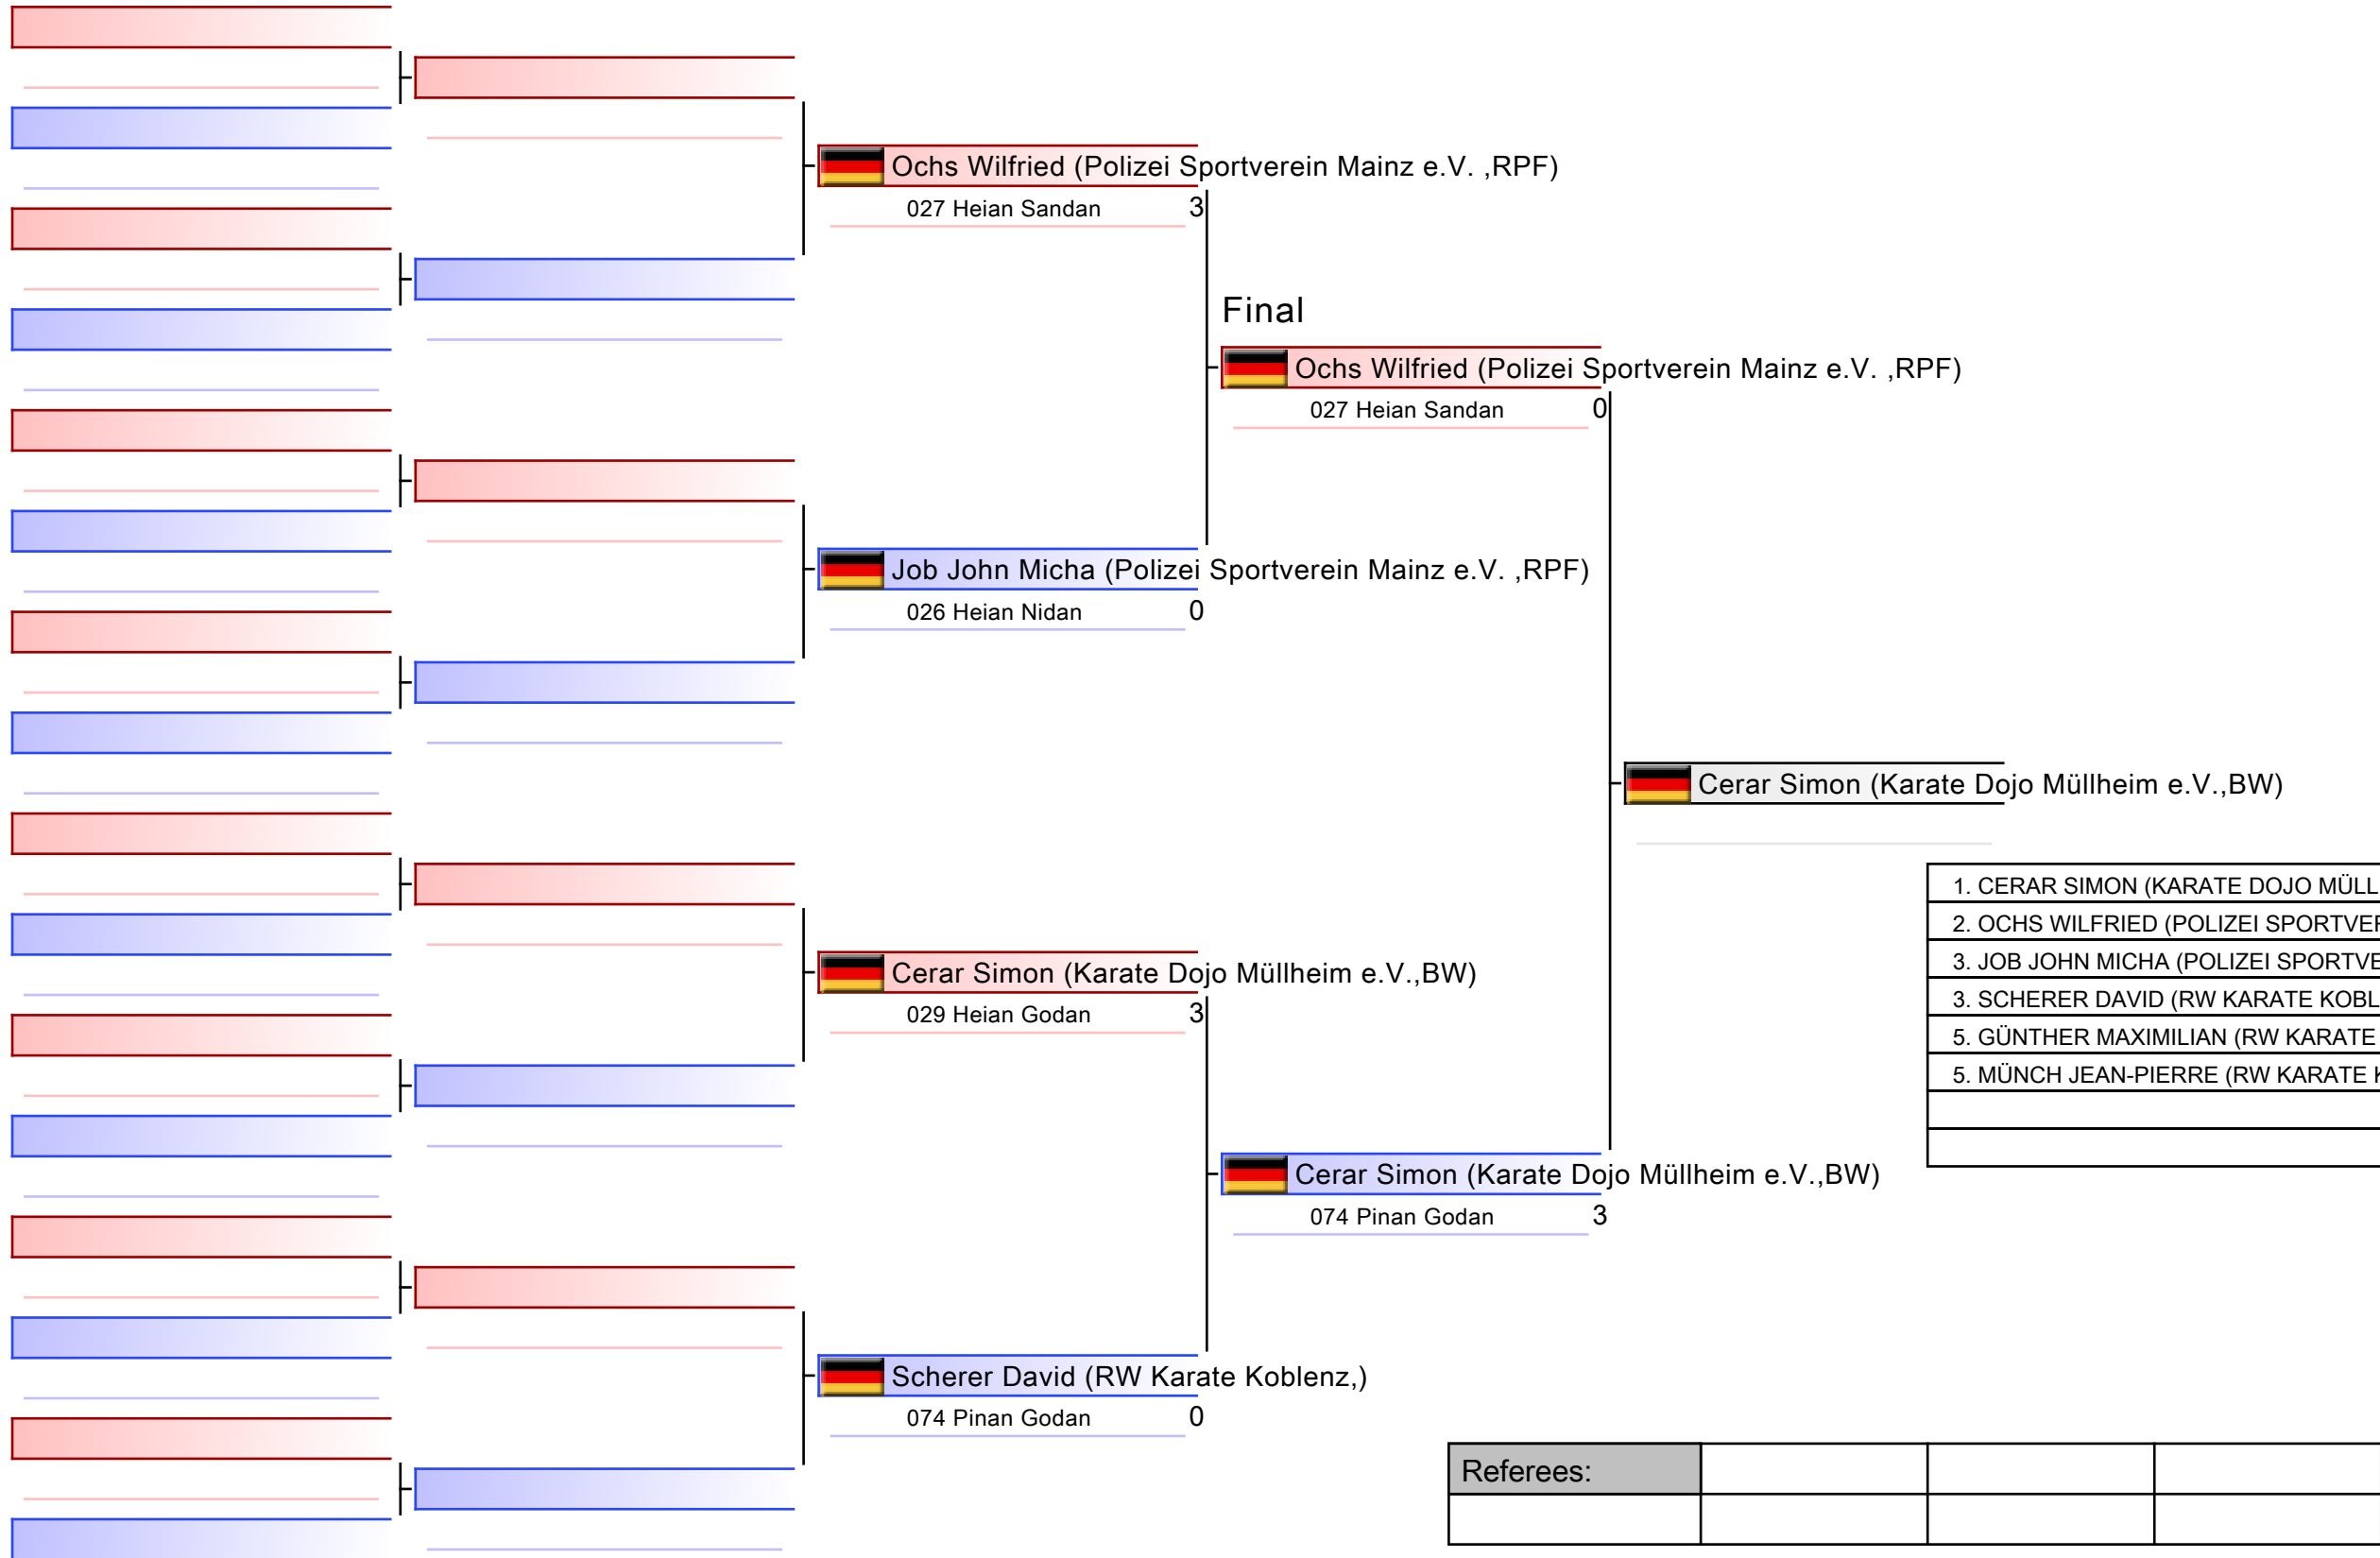 Ochs Wilfried (Polizei Sportverein Mainz e.V. ,RPF)
027 Heian Sandan 3
Final
Ochs Wilfried (Polizei Sportverein Mainz e.V. ,RPF)
027 Heian Sandan 0
Job John Micha (Polizei Sportverein Mainz e.V. ,RPF)
026 Heian Nidan 0
Cerar Simon (Karate Dojo Müllheim e.V.,BW)
1. CERAR SIMON (KARATE DOJO MÜLL
2. OCHS WILFRIED (POLIZEI SPORTVE
3. JOB JOHN MICHA (POLIZEI SPORTVE
3. SCHERER DAVID (RW KARATE KOBL
5. GÜNTHER MAXIMILIAN (RW KARATE
5. MÜNCH JEAN-PIERRE (RW KARATE
Cerar Simon (Karate Dojo Müllheim e.V.,BW)
029 Heian Godan 3
Cerar Simon (Karate Dojo Müllheim e.V.,BW)
074 Pinan Godan 3
Scherer David (RW Karate Koblenz,)
074 Pinan Godan 0
Referees: